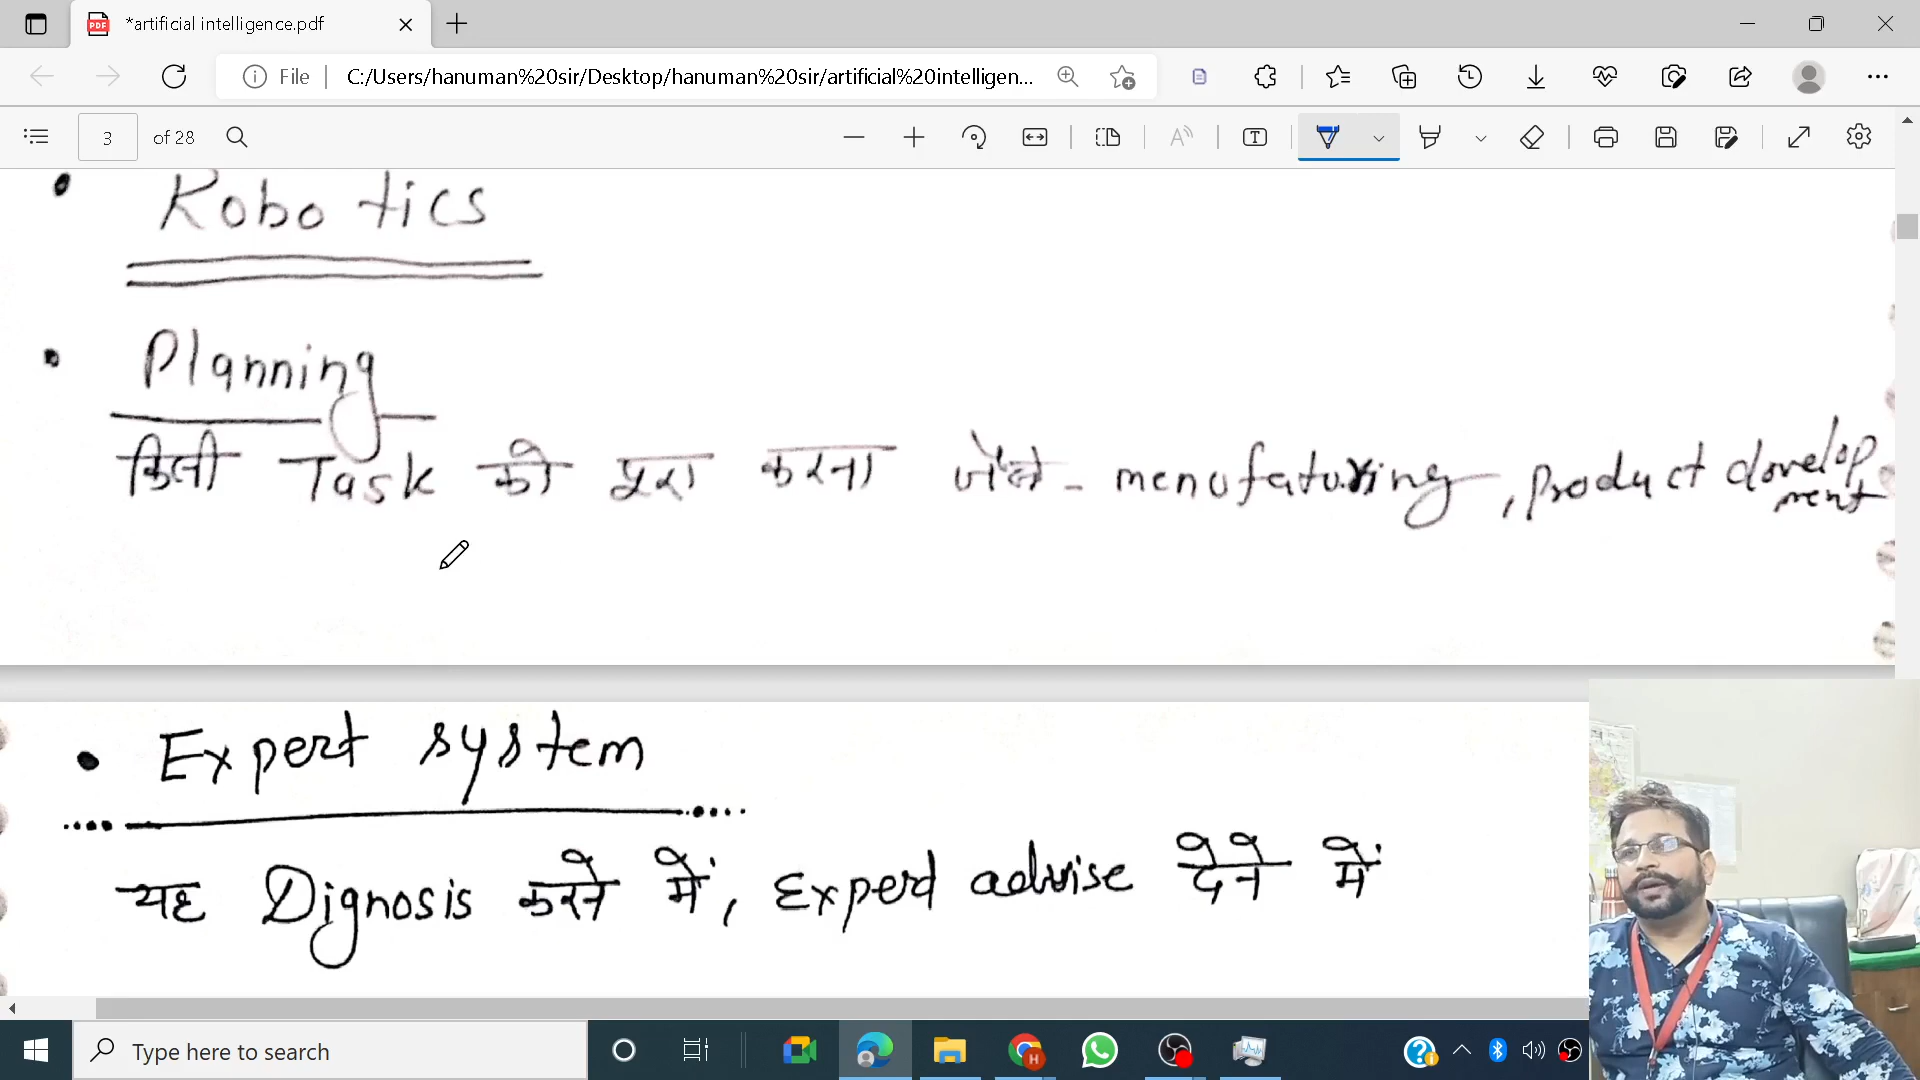 *artificial intelligence.pdf
File
C:/Users/hanuman%20sir/Desktop/hanuman%20sir/artificial%20intelligen...
3 of 28
Robotics
Planning
किसी Task को पूरा करना जैसे - menufaturing, product develop
ment
Expert system
यह Dignosis करने में, Expert advise देने में
Type here to search